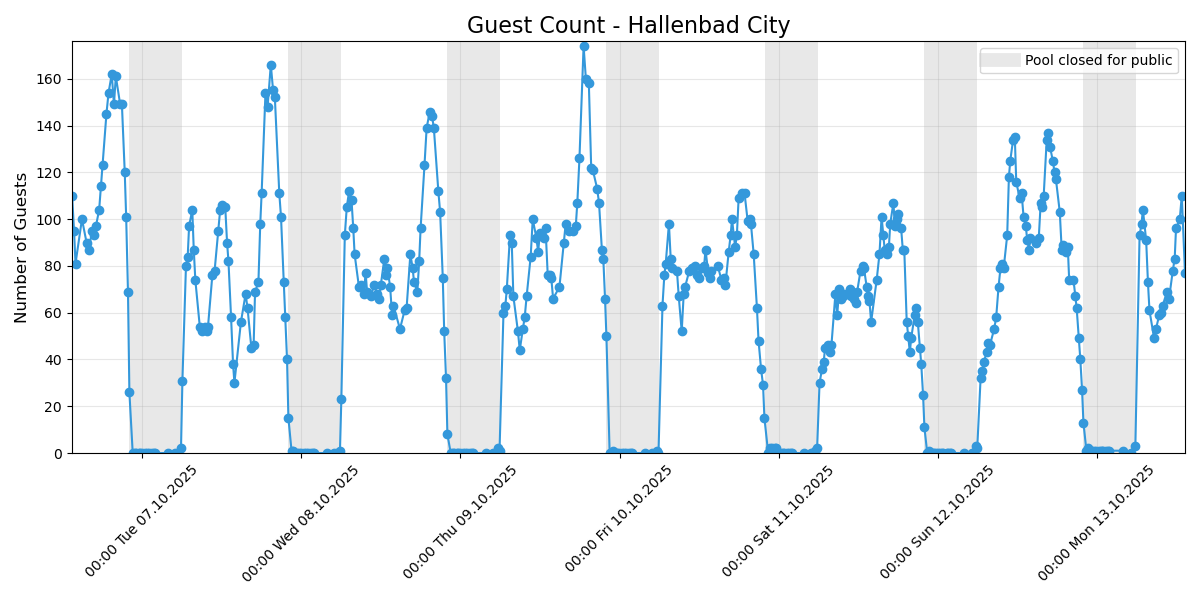 Guest Count - Hallenbad City
Pool closed for public
Number of Guests
160
140
120
100
80
60
40
20
0
00:00 Tue 07.10.2025
00:00 Wed 08.10.2025
00:00 Thu 09.10.2025
00:00 Fri 10.10.2025
00:00 Sat 11.10.2025
00:00 Sun 12.10.2025
00:00 Mon 13.10.2025